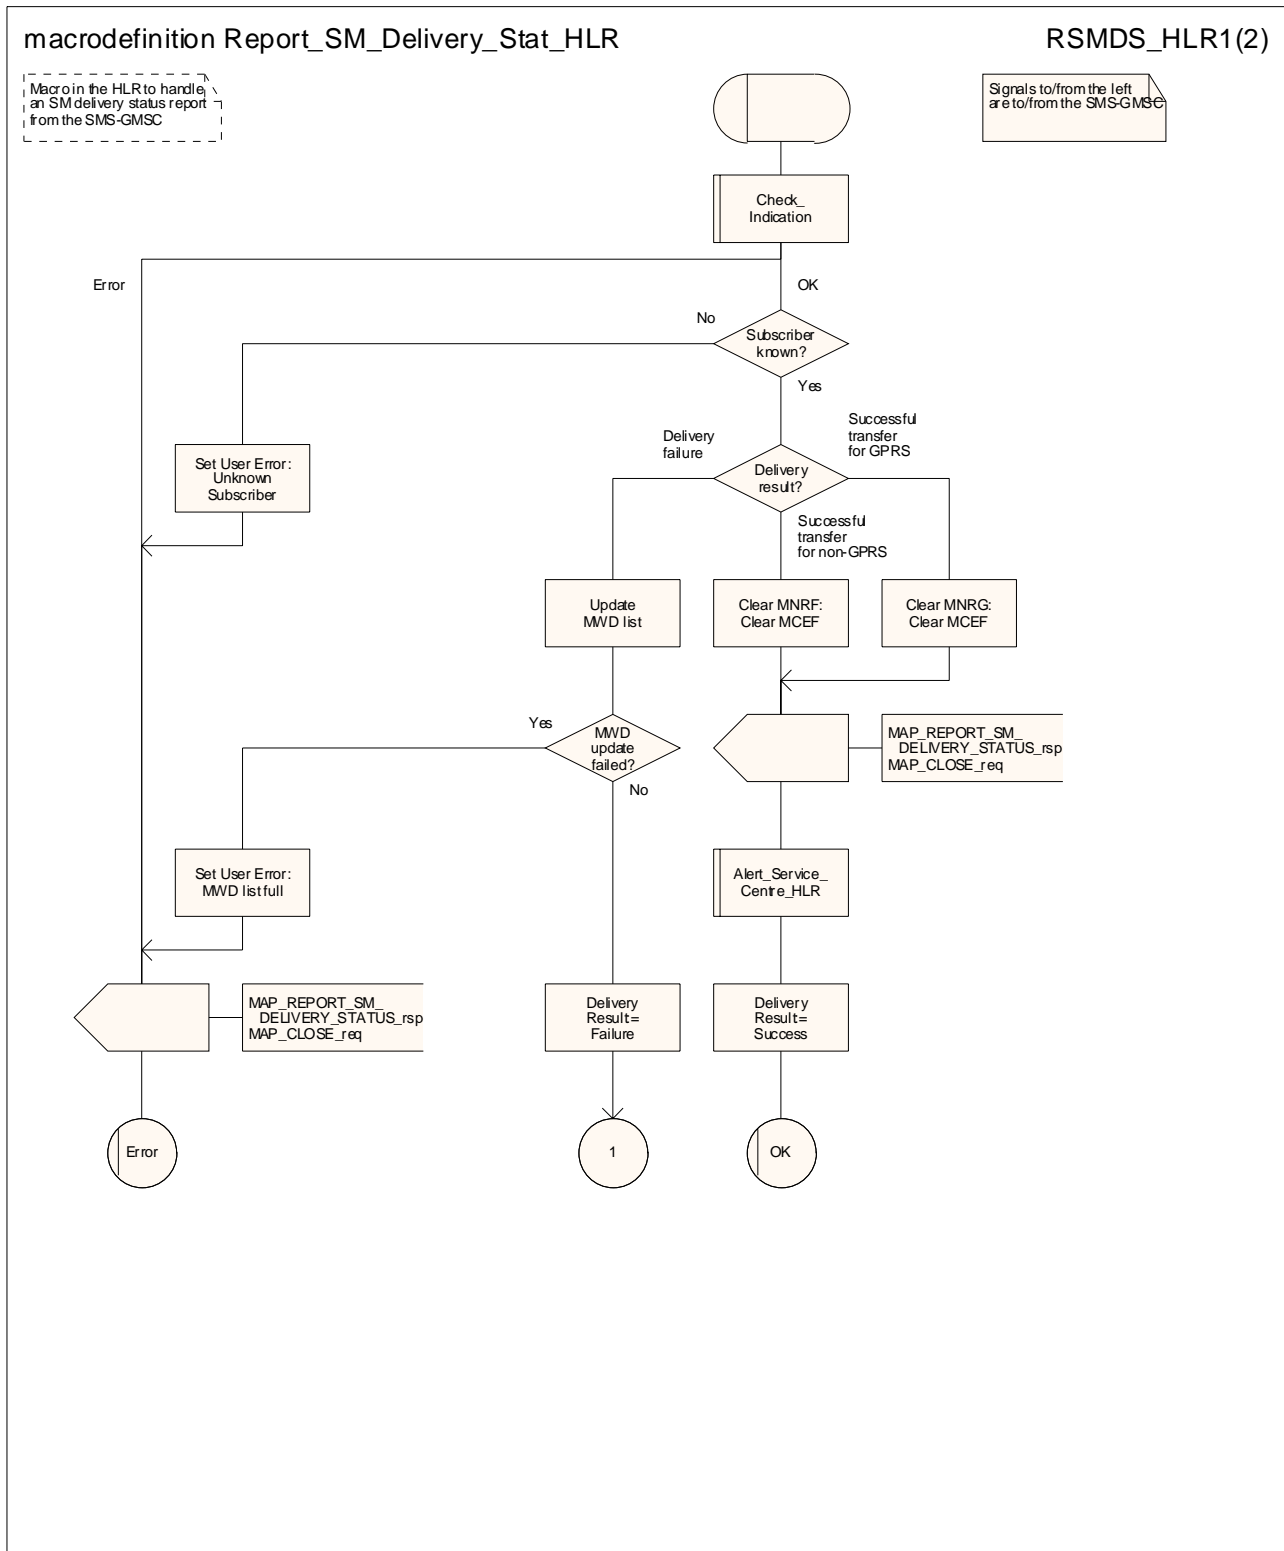 macrodefinition Report_SM_Delivery_Stat_HLR
RSMDS_HLR1(2)
Macro in the HLR to handle
an SM delivery status report
from the SMS-GMSC
Signals to/from the left
are to/from the SMS-GMSC
Check_
Indication
Error
OK
No
Subscriber
known?
Yes
Successful
transfer
for GPRS
Delivery
failure
Set User Error:
Unknown
Subscriber
Delivery
result?
Successful
transfer
for non-GPRS
Update
MWD list
Clear MNRF:
Clear MCEF
Clear MNRG:
Clear MCEF
Yes
MWD
update
failed?
MAP_REPORT_SM_
DELIVERY_STATUS_rsp
MAP_CLOSE_req
No
Set User Error:
MWD list full
Alert_Service_
Centre_HLR
MAP_REPORT_SM_
DELIVERY_STATUS_rsp
MAP_CLOSE_req
Delivery
Result=
Failure
Delivery
Result=
Success
Error
1
OK